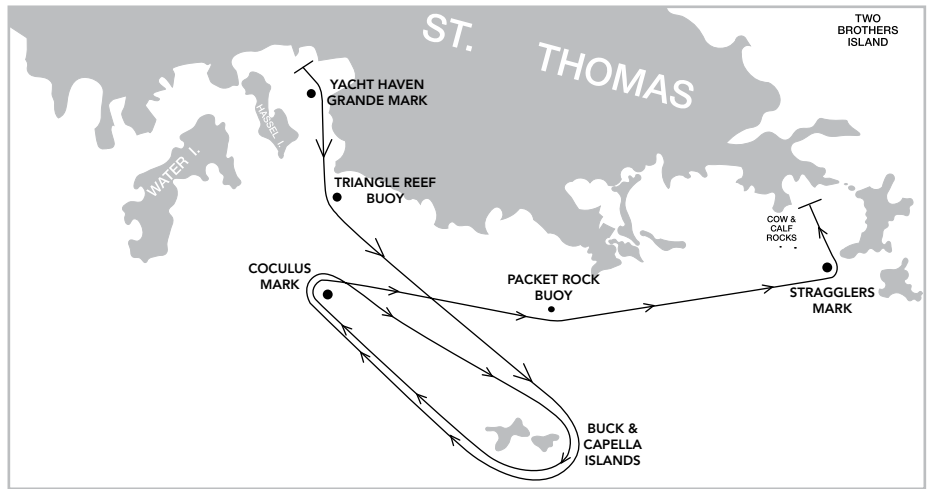 ST. THOMAS
TWO
BROTHERS
ISLAND
YACHT HAVEN
GRANDE MARK
HASSEL I.
WATER I.
TRIANGLE REEF
BUOY
COW &
CALF
ROCKS
COCULUS
MARK
PACKET ROCK
BUOY
STRAGGLERS
MARK
BUCK &
CAPELLA
ISLANDS